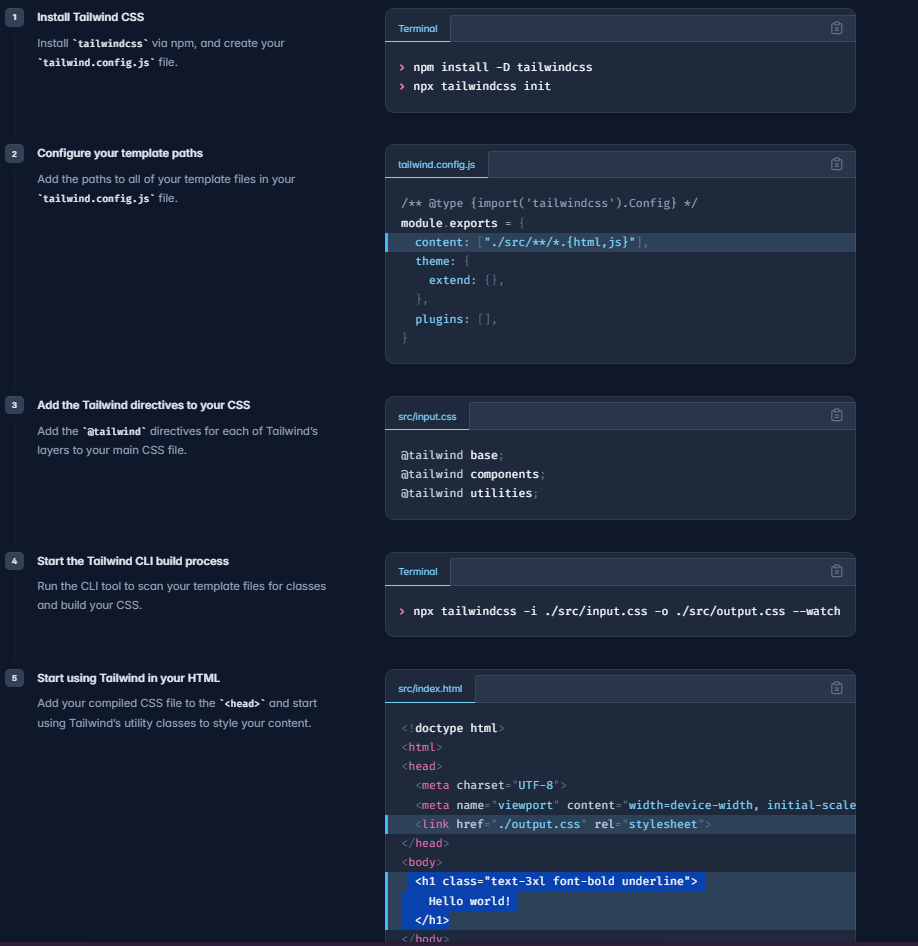 1
Install Tailwind CSS
Install `tailwindcss` via npm, and create your
`tailwind.config.js` file.
Terminal
> npm install -D tailwindcss
> npx tailwindcss init
2
Configure your template paths
Add the paths to all of your template files in your
`tailwind.config.js` file.
tailwind.config.js
/** @type {import('tailwindcss').Config} */
module.exports = {
  content: ["./src/**/*.{html,js}"],
  theme: {
    extend: {},
  },
  plugins: [],
}
3
Add the Tailwind directives to your CSS
Add the `@tailwind` directives for each of Tailwind's
layers to your main CSS file.
src/input.css
@tailwind base;
@tailwind components;
@tailwind utilities;
4
Start the Tailwind CLI build process
Run the CLI tool to scan your template files for classes
and build your CSS.
Terminal
> npx tailwindcss -i ./src/input.css -o ./src/output.css --watch
5
Start using Tailwind in your HTML
Add your compiled CSS file to the `<head>` and start
using Tailwind's utility classes to style your content.
src/index.html
<!doctype html>
<html>
<head>
  <meta charset="UTF-8">
  <meta name="viewport" content="width=device-width, initial-scale
  <link href="./output.css" rel="stylesheet">
</head>
<body>
  <h1 class="text-3xl font-bold underline">
    Hello world!
  </h1>
</body>